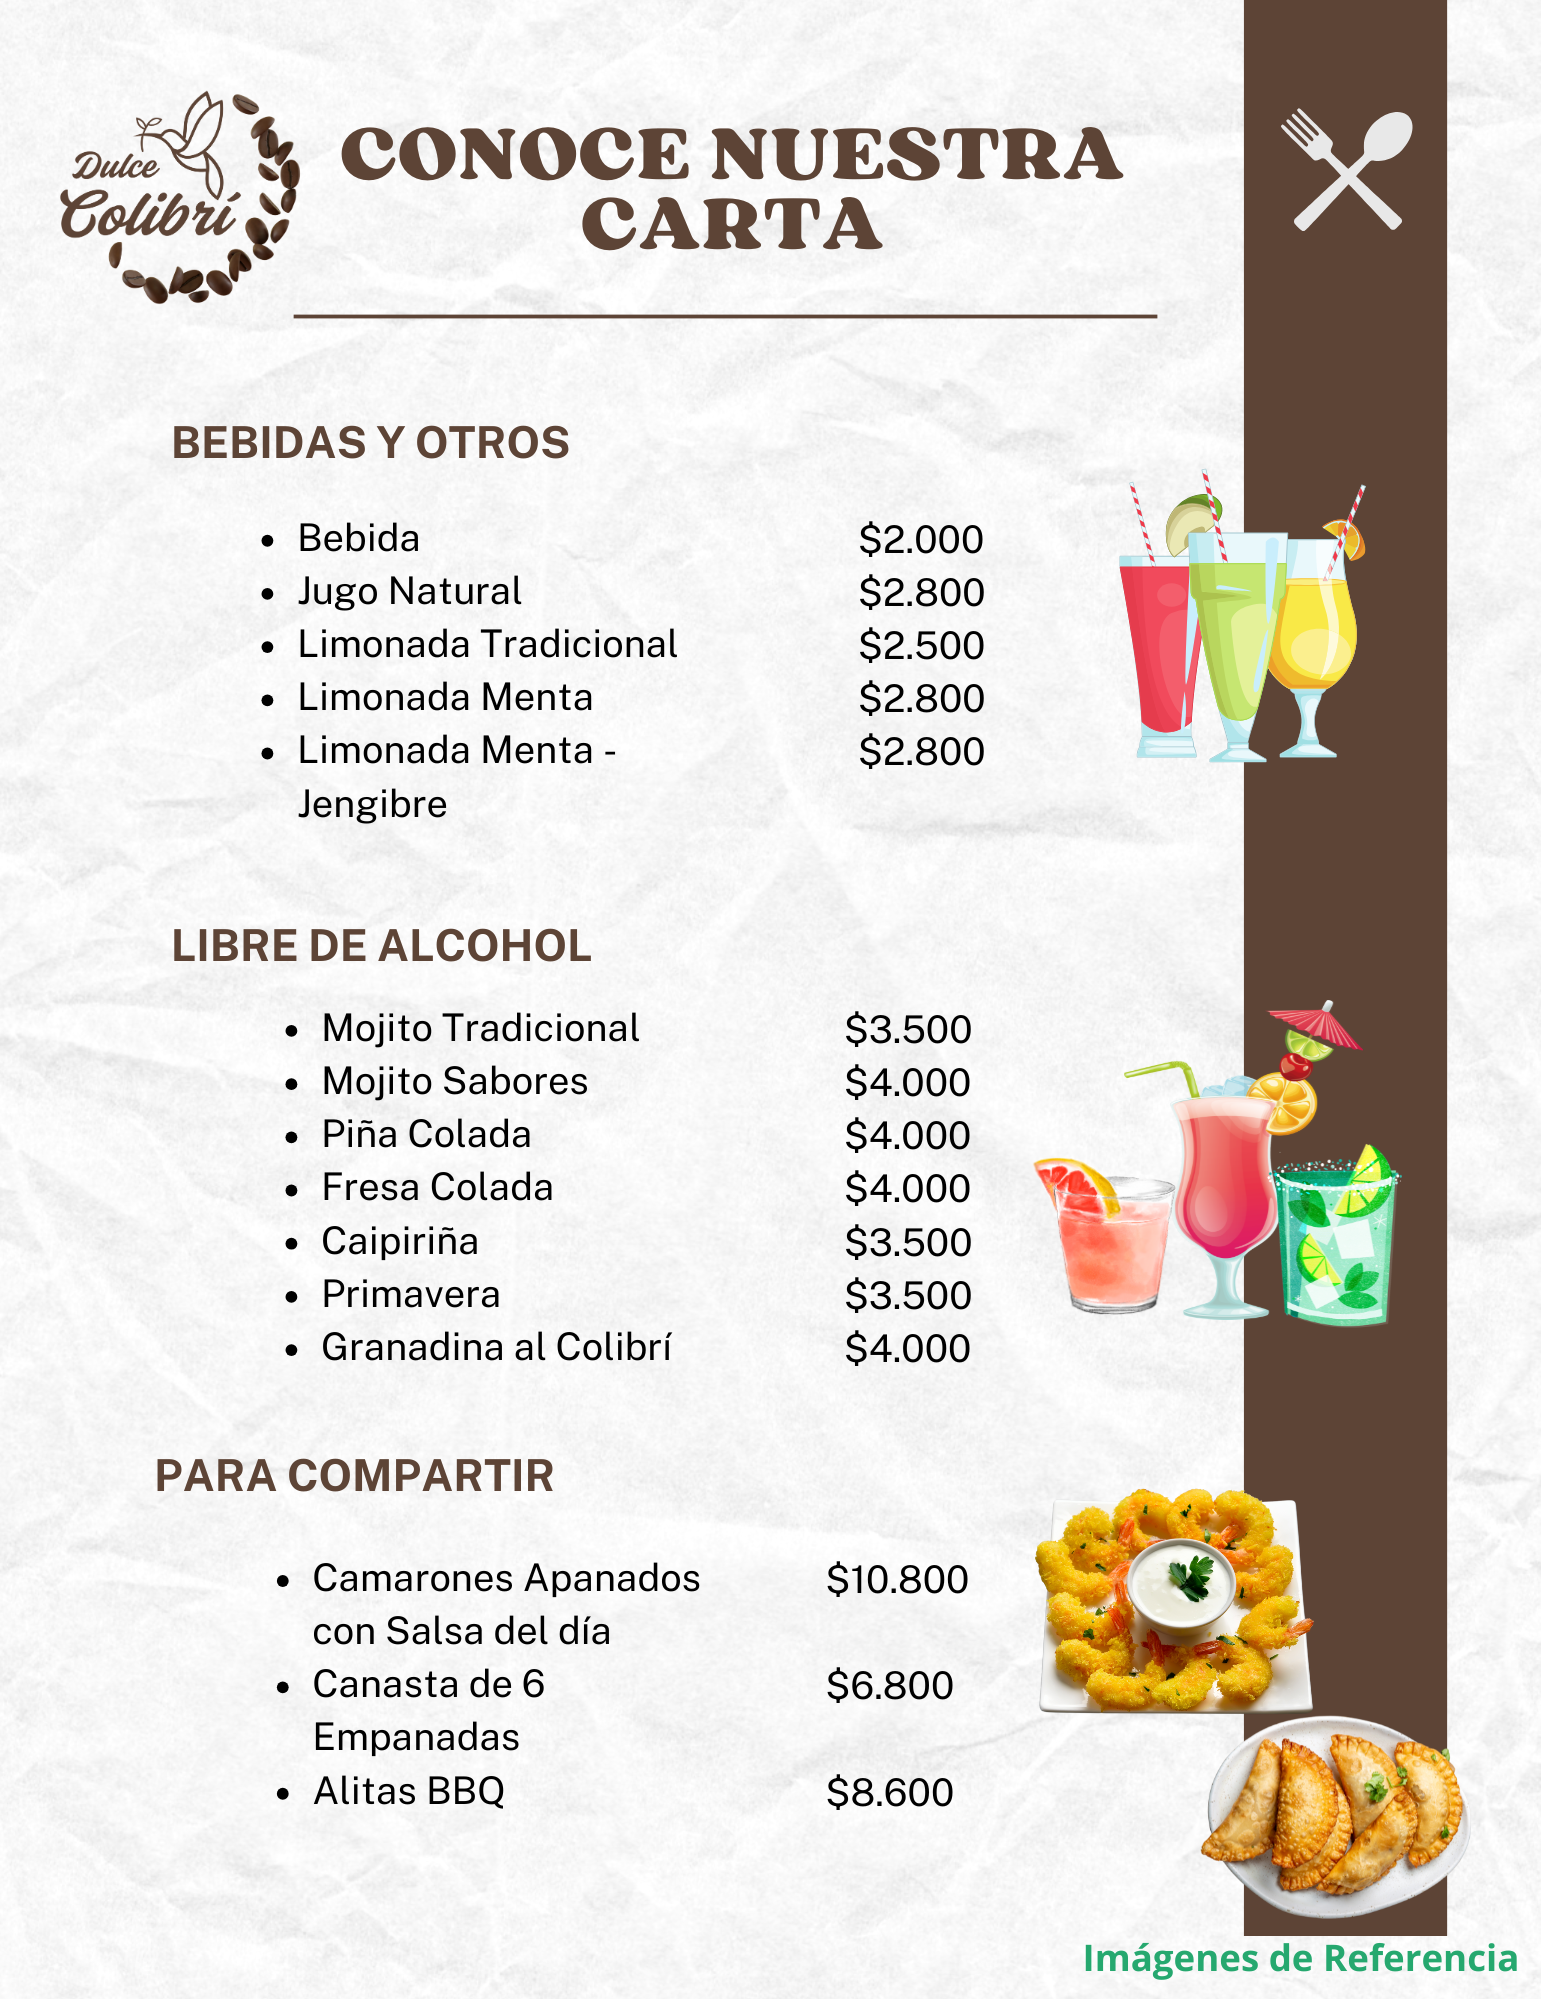 Dulce
Colibrí
CONOCE NUESTRA
CARTA
BEBIDAS Y OTROS
• Bebida $2.000
• Jugo Natural $2.800
• Limonada Tradicional $2.500
• Limonada Menta $2.800
• Limonada Menta - $2.800
Jengibre
LIBRE DE ALCOHOL
• Mojito Tradicional $3.500
• Mojito Sabores $4.000
• Piña Colada $4.000
• Fresa Colada $4.000
• Caipiriña $3.500
• Primavera $3.500
• Granadina al Colibrí $4.000
PARA COMPARTIR
• Camarones Apanados $10.800
con Salsa del día
• Canasta de 6 $6.800
Empanadas
• Alitas BBQ $8.600
Imágenes de Referencia